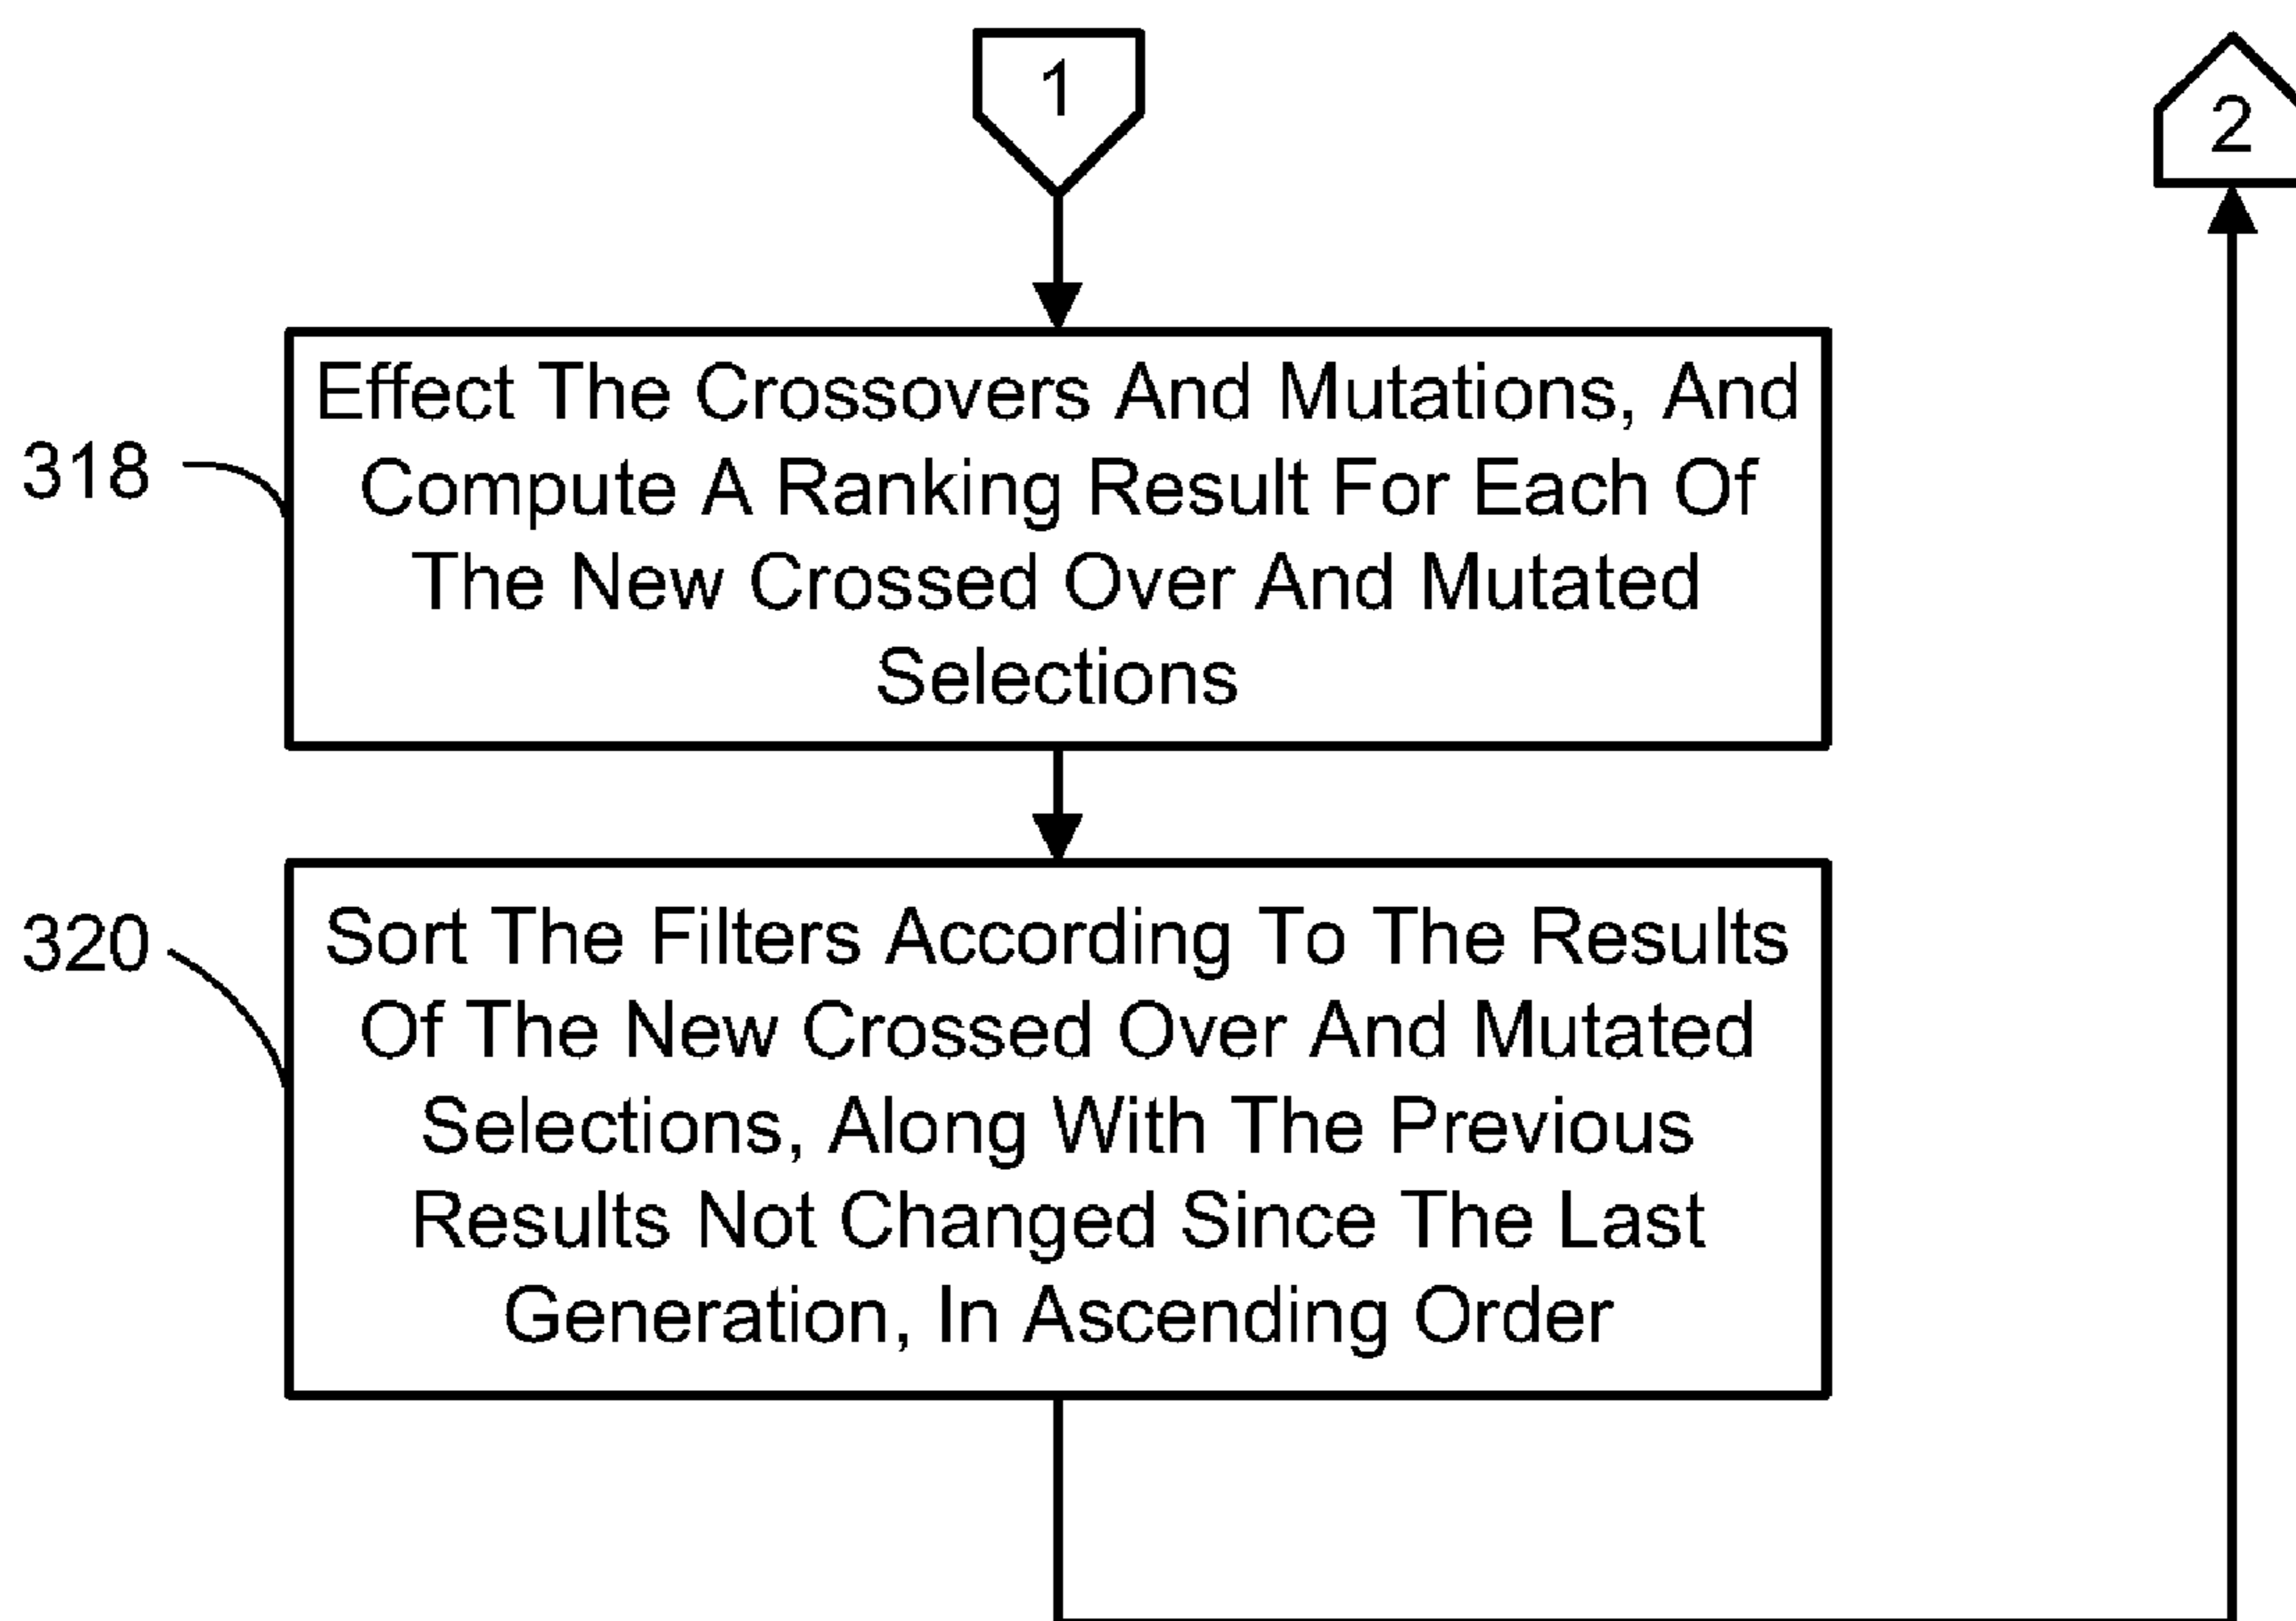 1
2
318
Effect The Crossovers And Mutations, And
Compute A Ranking Result For Each Of
The New Crossed Over And Mutated
Selections
320
Sort The Filters According To The Results
Of The New Crossed Over And Mutated
Selections, Along With The Previous
Results Not Changed Since The Last
Generation, In Ascending Order